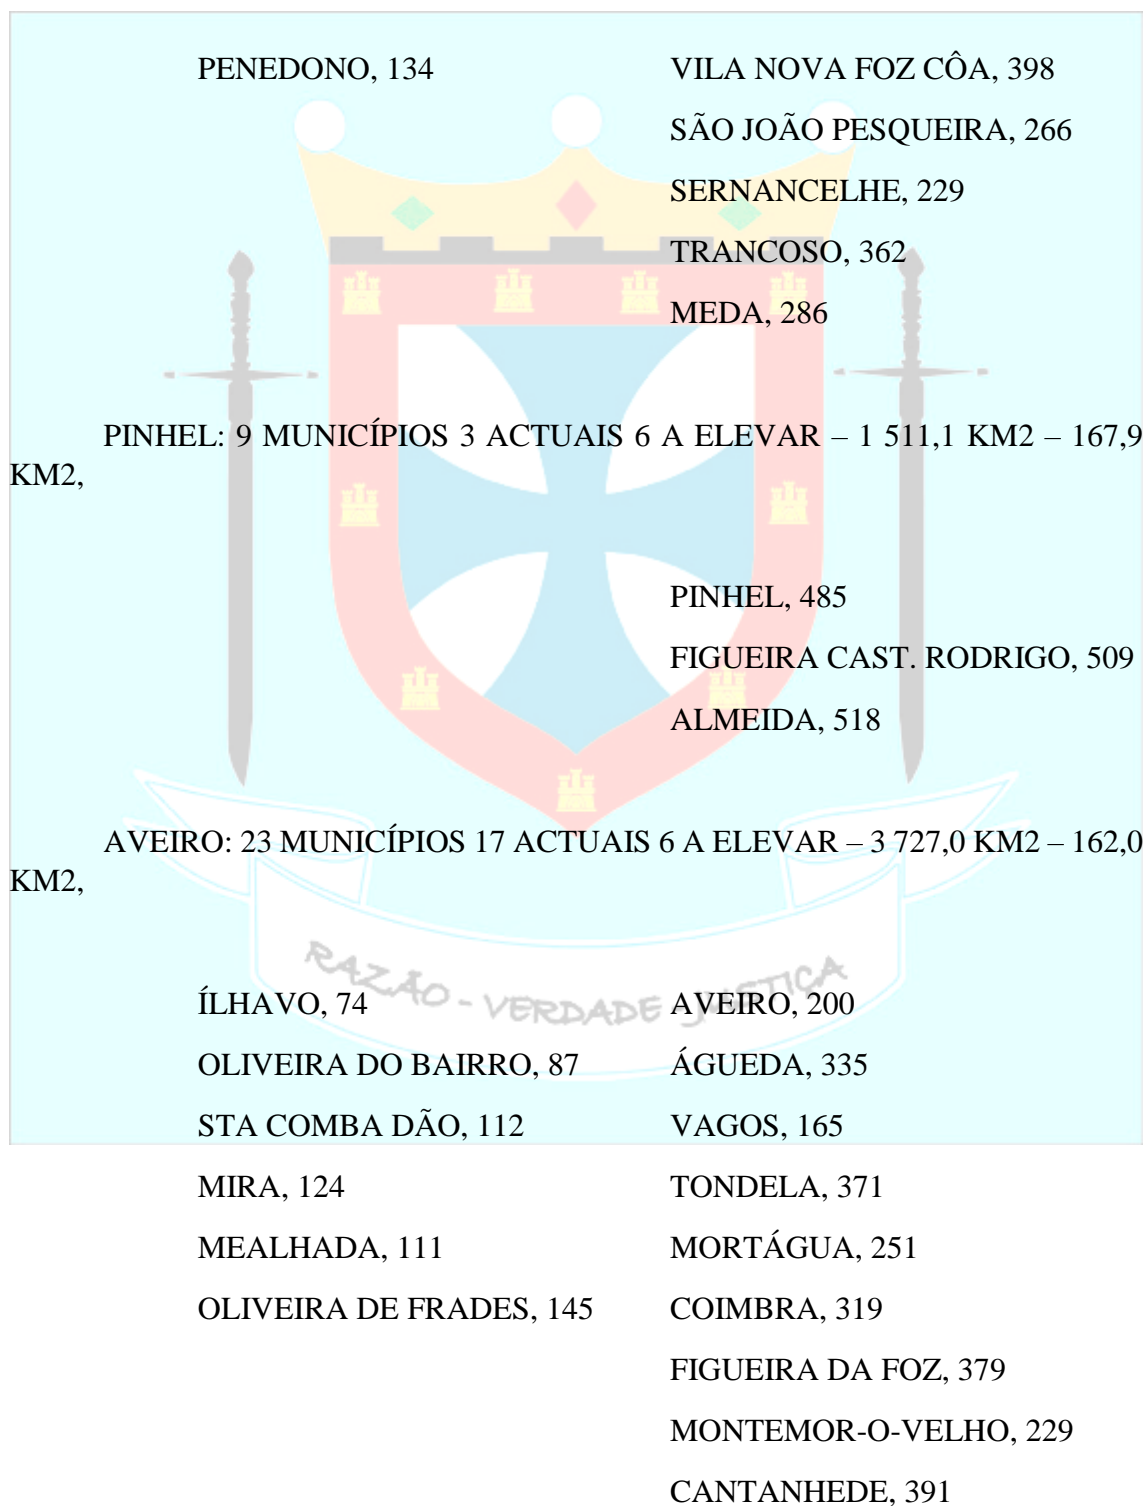 PENEDONO, 134 VILA NOVA FOZ CÔA, 398
SÃO JOÃO PESQUEIRA, 266
SERNANCELHE, 229
TRANCOSO, 362
MEDA, 286
PINHEL: 9 MUNICÍPIOS 3 ACTUAIS 6 A ELEVAR – 1 511,1 KM2 – 167,9
KM2,
PINHEL, 485
FIGUEIRA CAST. RODRIGO, 509
ALMEIDA, 518
AVEIRO: 23 MUNICÍPIOS 17 ACTUAIS 6 A ELEVAR – 3 727,0 KM2 – 162,0
KM2,
RAZÃO - VERDADE - JUSTIÇA
ÍLHAVO, 74 AVEIRO, 200
OLIVEIRA DO BAIRRO, 87 ÁGUEDA, 335
STA COMBA DÃO, 112 VAGOS, 165
MIRA, 124 TONDELA, 371
MEALHADA, 111 MORTÁGUA, 251
OLIVEIRA DE FRADES, 145 COIMBRA, 319
FIGUEIRA DA FOZ, 379
MONTEMOR-O-VELHO, 229
CANTANHEDE, 391